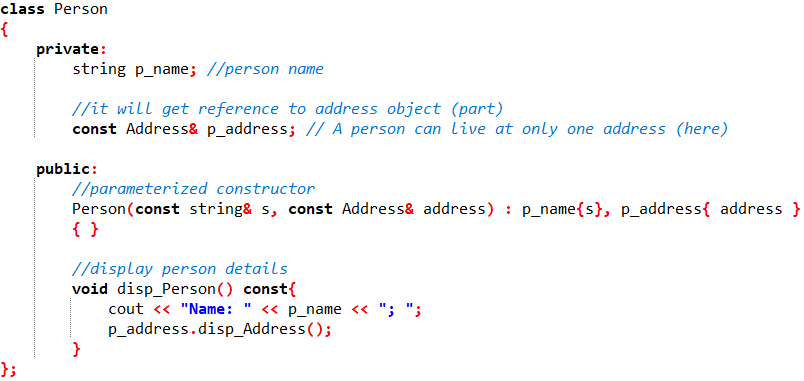 class Person
{
private:
string p_name; //person name
//it will get reference to address object (part)
const Address& p_address; // A person can live at only one address (here)
public:
//parameterized constructor
Person(const string& s, const Address& address) : p_name{s}, p_address{ address }
{ }
//display person details
void disp_Person() const{
cout << "Name: " << p_name << "; ";
p_address.disp_Address();
}
};